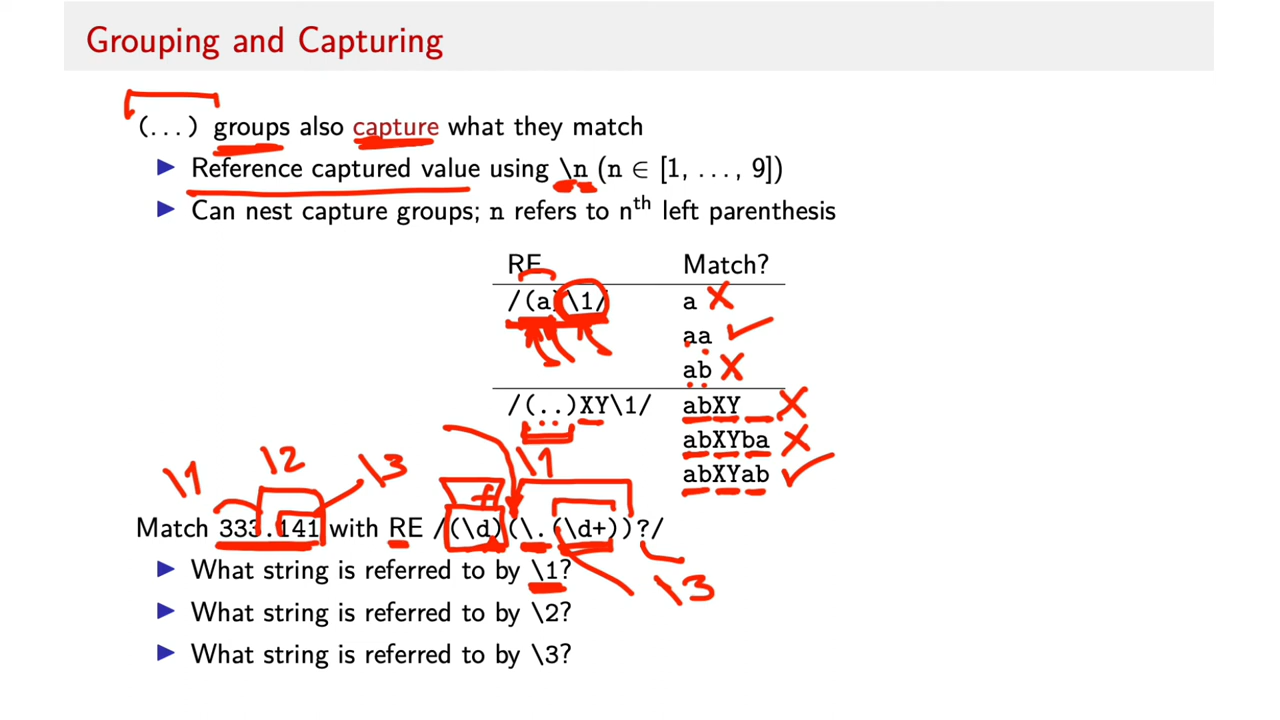 Grouping and Capturing
(...) groups also capture what they match
▶ Reference captured value using \n (n ∈ [1, ..., 9])
▶ Can nest capture groups; n refers to nth left parenthesis
RE Match?
/(a)\1/ a X
aa ✓
ab X
/(..)XY\1/ abXY X
abXYba X
\1 \2 \3 \1
abXYab ✓
Match 333.141 with RE /(\d)(\.(\d+))?/
▶ What string is referred to by \1?
\3
▶ What string is referred to by \2?
▶ What string is referred to by \3?